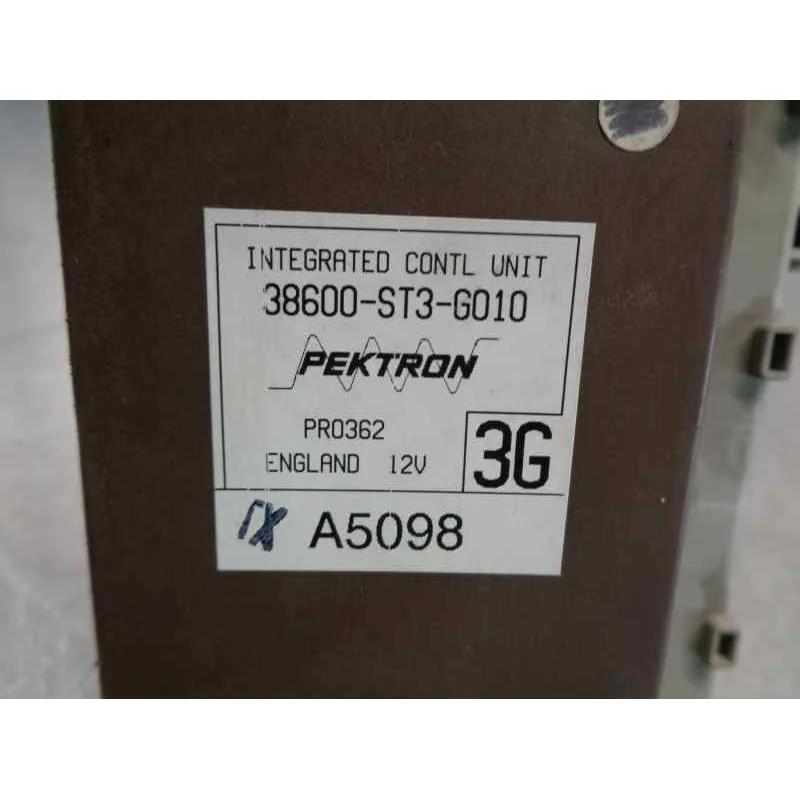 INTEGRATED CONTL UNIT
38600-ST3-G010
PEKTRON
PR0362
ENGLAND 12V
3G
A5098